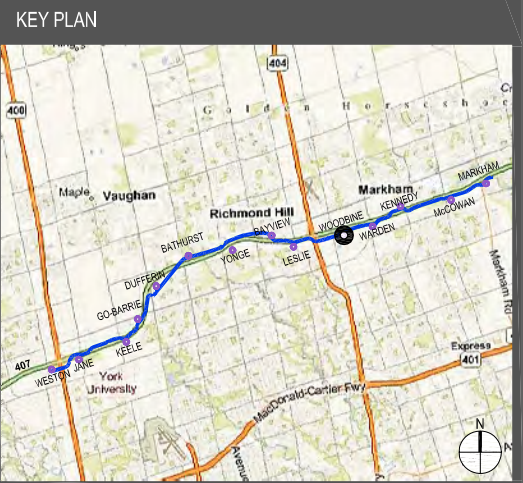 KEY PLAN
404
400
Golden Horseshoe
MARKHAM
Maple
Vaughan
Markham
KENNEDY
McCOWAN
Richmond Hill
WOODBINE
BAYVIEW
WARDEN
BATHURST
YONGE
LESLIE
DUFFERIN
Markham Rd
GO-BARRIE
KEELE
Express
401
407
WESTON JANE
York
University
MacDonald-Cartier Fwy
N
Avenue